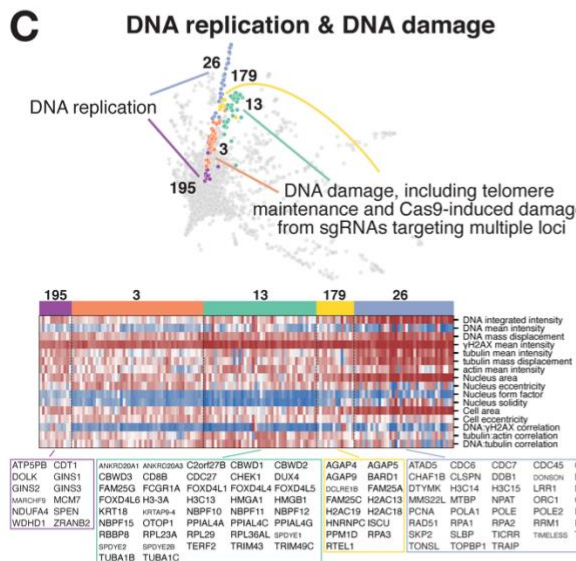 C
DNA replication & DNA damage
26
179
DNA replication
13
3
195
DNA damage, including telomere
maintenance and Cas9-induced damag
from sgRNAs targeting multiple loci
195 3 13 179 26
DNA integrated intensity
DNA mean intensity
DNA mass displacement
γH2AX mean intensity
tubulin mean intensity
tubulin mass displacement
actin mean intensity
Nucleus area
Nucleus eccentricity
Nucleus form factor
Nucleus solidity
Cell area
Cell eccentricity
DNA:γH2AX correlation
tubulin:actin correlation
DNA:tubulin correlation
ATP5PB CDT1
DOLK GINS1
GINS2 GINS3
MARCHF9 MCM7
NDUFA4 SPEN
WDHD1 ZRANB2
ANKRD20A1 ANKRD20A3 C2orf27B CBWD1 CBWD2
CBWD3 CD8B CDC27 CHEK1 DUX4
FAM25G FCGR1A FOXD4L1 FOXD4L4 FOXD4L5
FOXD4L6 H3-3A H3C13 HMGA1 HMGB1
KRT18 KRTAP9-4 NBPF10 NBPF11 NBPF12
NBPF15 OTOP1 PPIAL4A PPIAL4C PPIAL4G
RBBP8 RPL23A RPL29 RPL36AL SPDYE1
SPDYE2 SPDYE2B TERF2 TRIM43 TRIM49C
TUBA1B TUBA1C
AGAP4 AGAP5
AGAP9 BARD1
DCLRE1B FAM25A
FAM25C H2AC13
H2AC19 H2AC18
HNRNPC ISCU
PPM1D RPA3
RTEL1
ATAD5 CDC6 CDC7 CDC45
CHAF1B CLSPN DDB1 DONSON
DTYMK H3C14 H3C15 LRR1
MMS22L MTBP NPAT ORC1
PCNA POLA1 POLE POLE2
RAD51 RPA1 RPA2 RRM1
SKP2 SLBP TICRR TIMELESS
TONSL TOPBP1 TRAIP